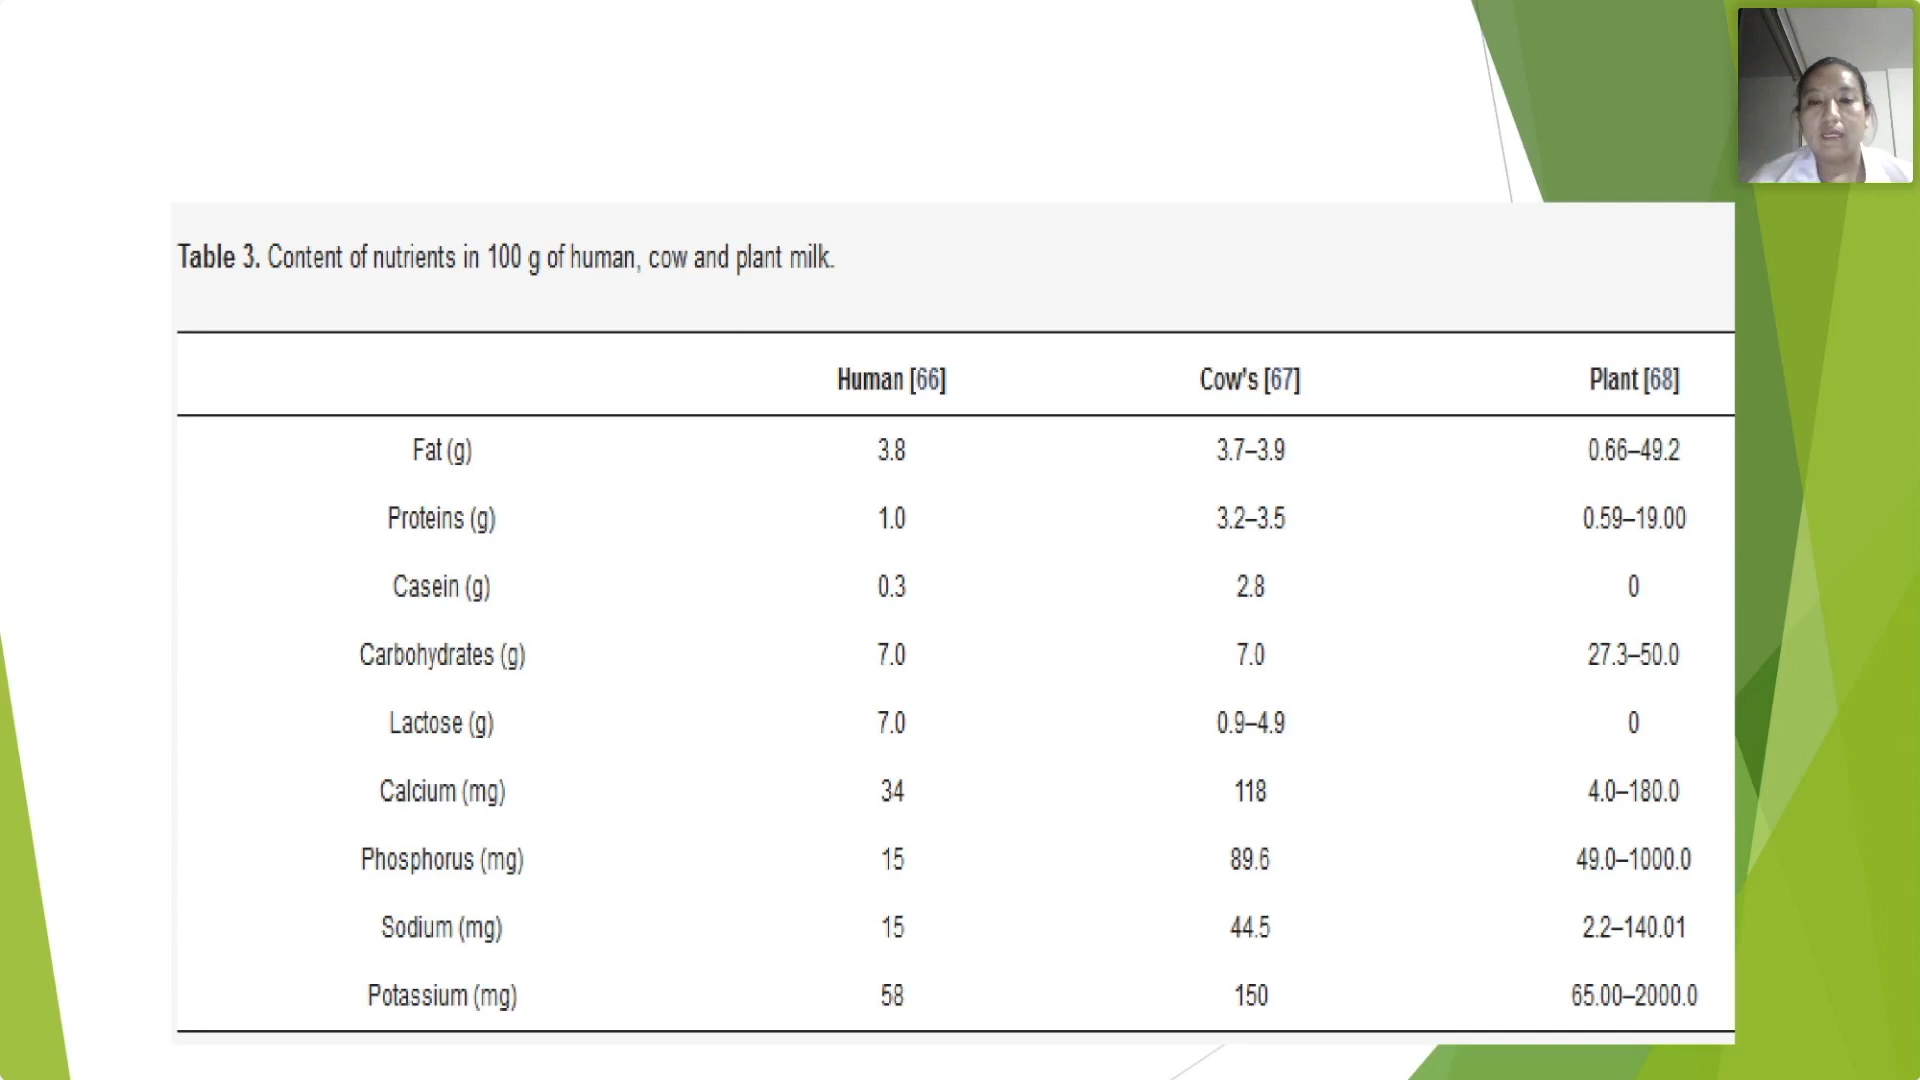 Table 3. Content of nutrients in 100 g of human, cow and plant milk.
Human [66] Cow's [67] Plant [68]
Fat (g) 3.8 3.7–3.9 0.66–49.2
Proteins (g) 1.0 3.2–3.5 0.59–19.00
Casein (g) 0.3 2.8 0
Carbohydrates (g) 7.0 7.0 27.3–50.0
Lactose (g) 7.0 0.9–4.9 0
Calcium (mg) 34 118 4.0–180.0
Phosphorus (mg) 15 89.6 49.0–1000.0
Sodium (mg) 15 44.5 2.2–140.01
Potassium (mg) 58 150 65.00–2000.0